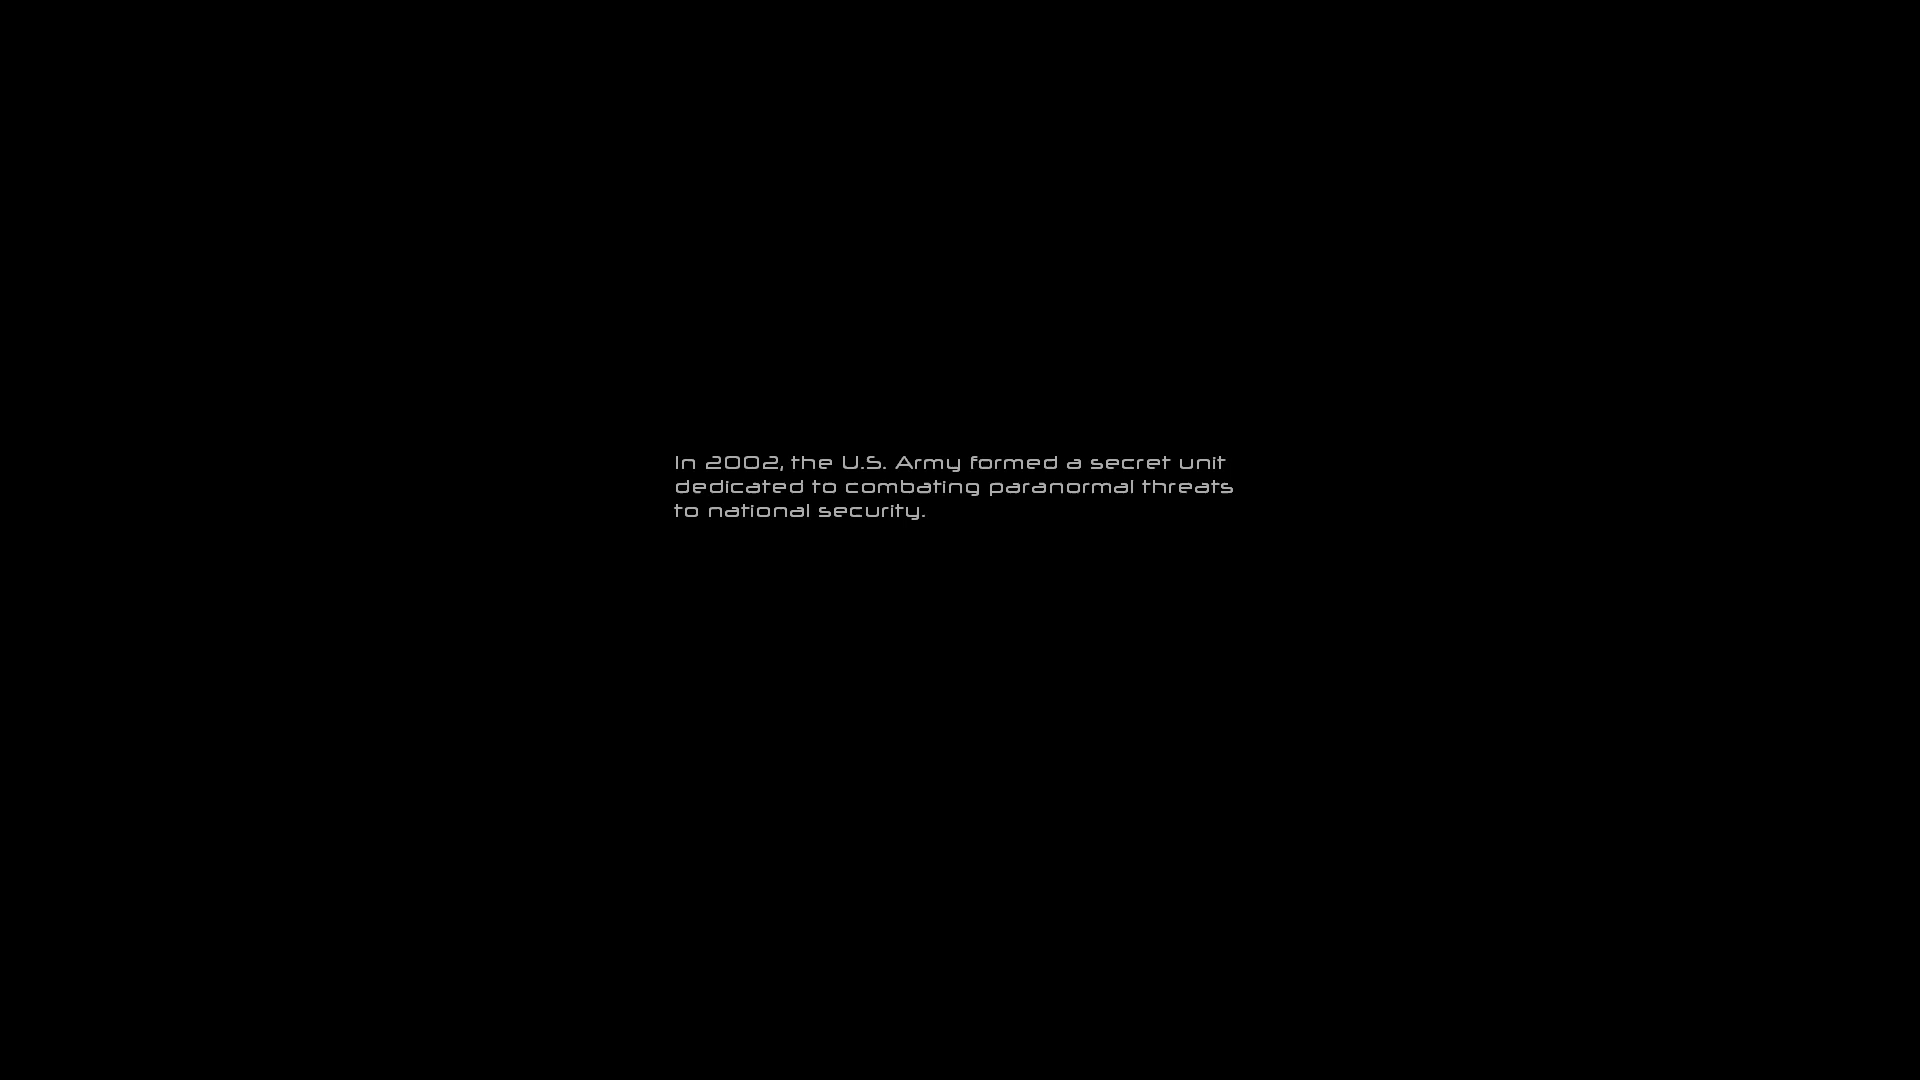 In 2002, the U.S. Army formed a secret unit
dedicated to combating paranormal threats
to national security.